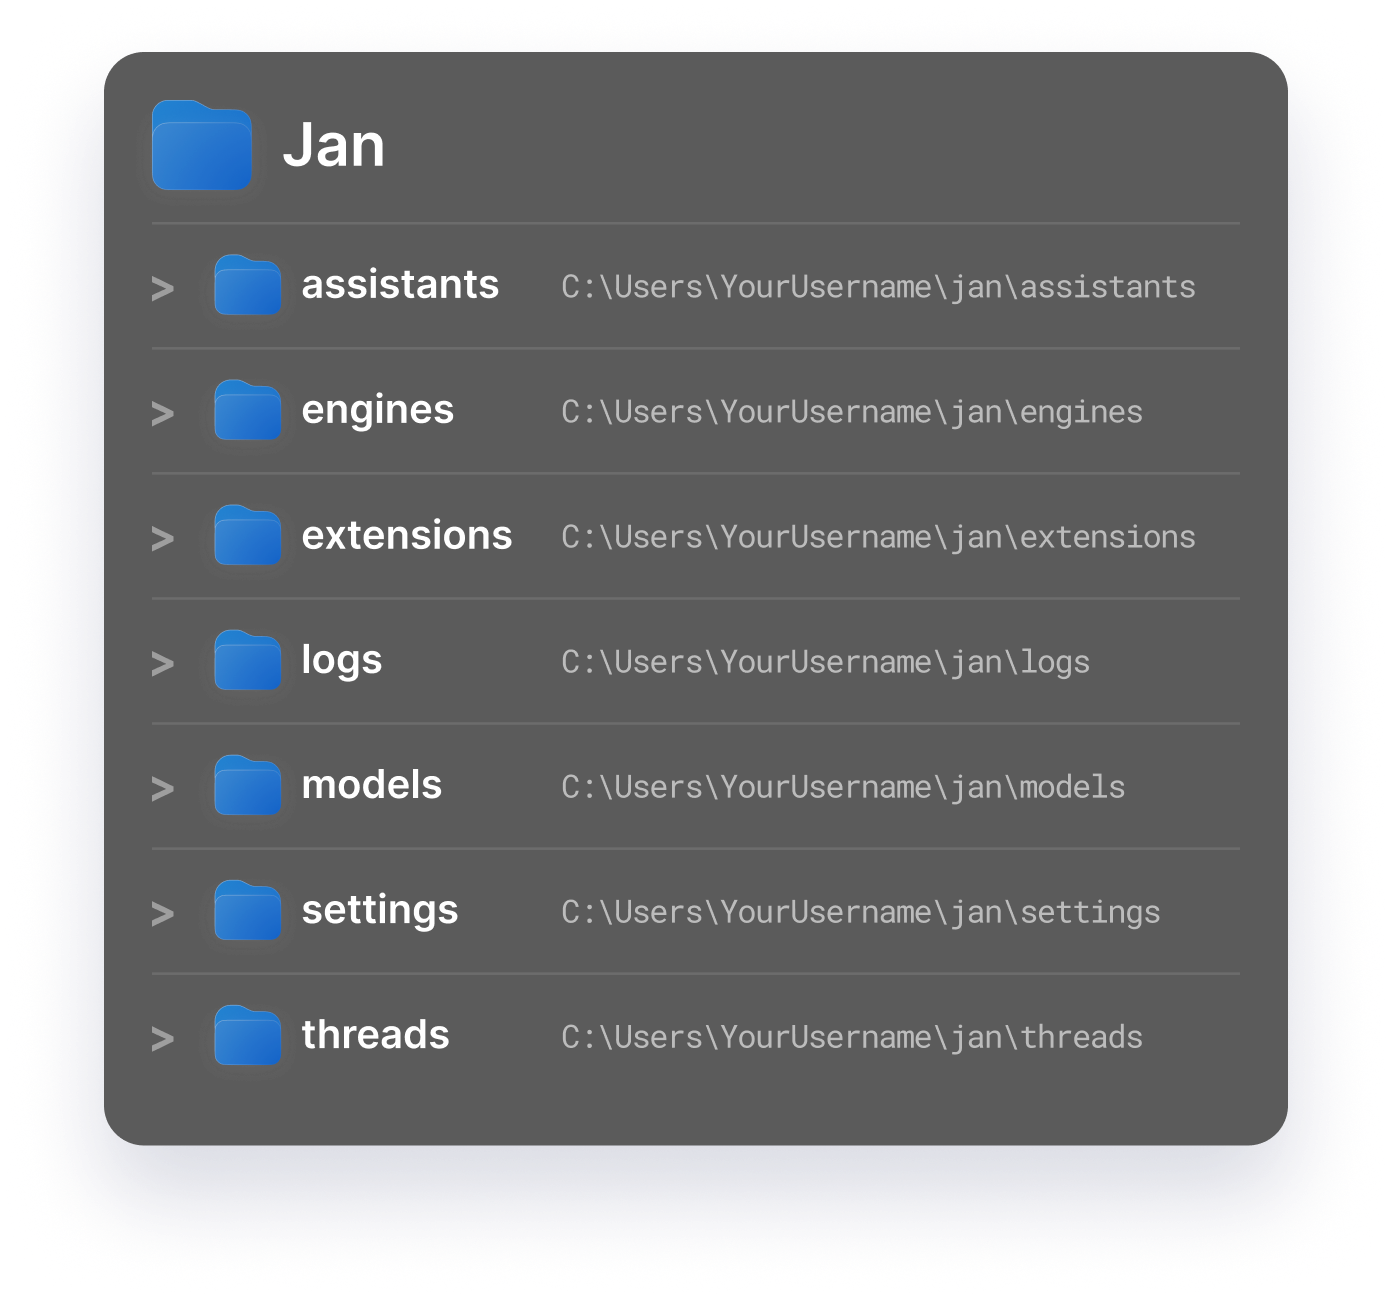 Jan
> assistants C:\Users\YourUsername\jan\assistants
> engines C:\Users\YourUsername\jan\engines
> extensions C:\Users\YourUsername\jan\extensions
> logs C:\Users\YourUsername\jan\logs
> models C:\Users\YourUsername\jan\models
> settings C:\Users\YourUsername\jan\settings
> threads C:\Users\YourUsername\jan\threads